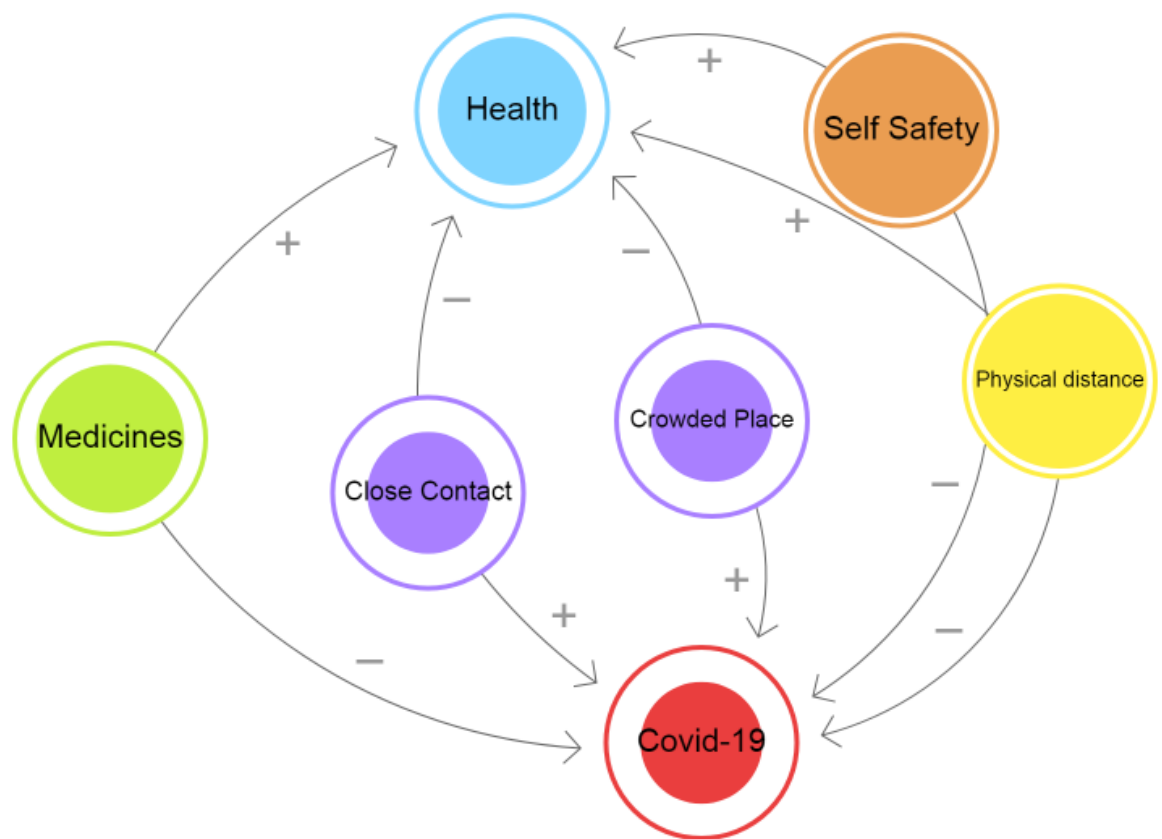 Health
+
Self Safety
+
+
−
−
Physical distance
Crowded Place
Medicines
Close Contact
−
+
+
−
−
Covid-19